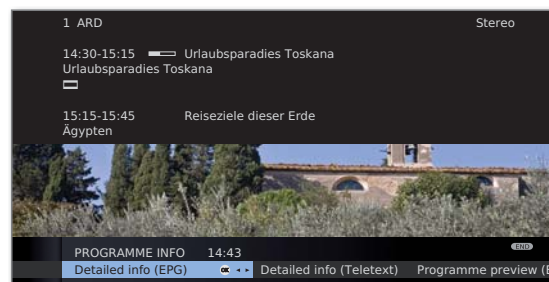 1 ARD Stereo
14:30-15:15 Urlaubsparadies Toskana
Urlaubsparadies Toskana
15:15-15:45 Reiseziele dieser Erde
Ägypten
END
PROGRAMME INFO 14:43
Detailed info (EPG) OK Detailed info (Teletext) Programme preview (E